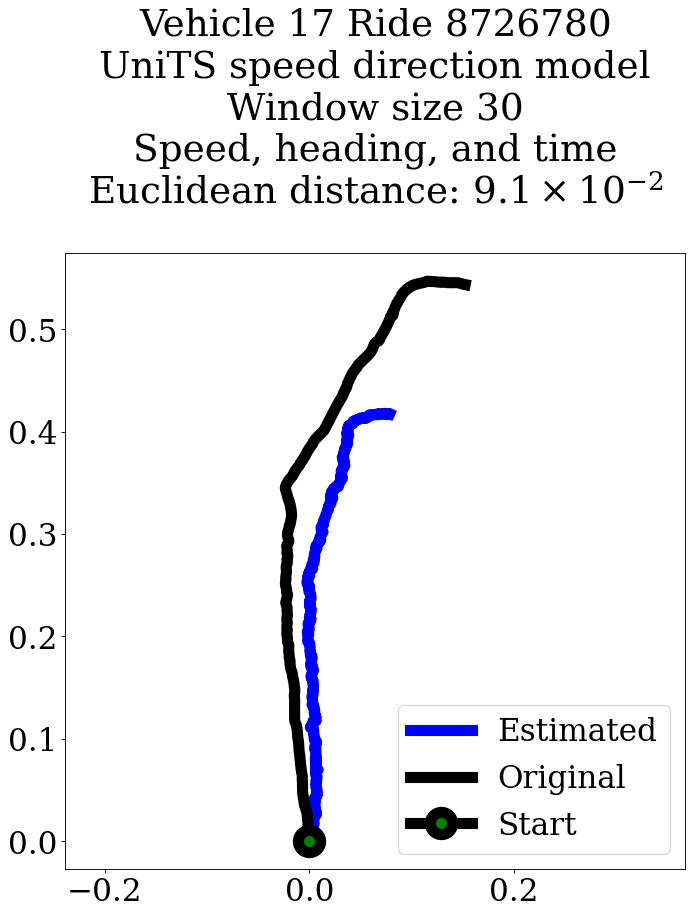 Vehicle 17 Ride 8726780
UniTS speed direction model
Window size 30
Speed, heading, and time
Euclidean distance: 9.1 × 10⁻²
0.5
0.4
0.3
0.2
0.1
0.0
Estimated
Original
Start
−0.2 0.0 0.2